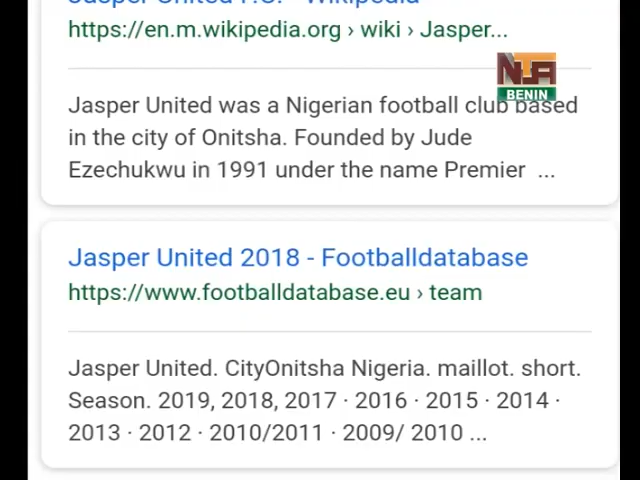 Jasper United F.C. - Wikipedia
https://en.m.wikipedia.org › wiki › Jasper...
NTA
BENIN
Jasper United was a Nigerian football club based
in the city of Onitsha. Founded by Jude
Ezechukwu in 1991 under the name Premier ...
Jasper United 2018 - Footballdatabase
https://www.footballdatabase.eu › team
Jasper United. CityOnitsha Nigeria. maillot. short.
Season. 2019, 2018, 2017 · 2016 · 2015 · 2014 ·
2013 · 2012 · 2010/2011 · 2009/ 2010 ...